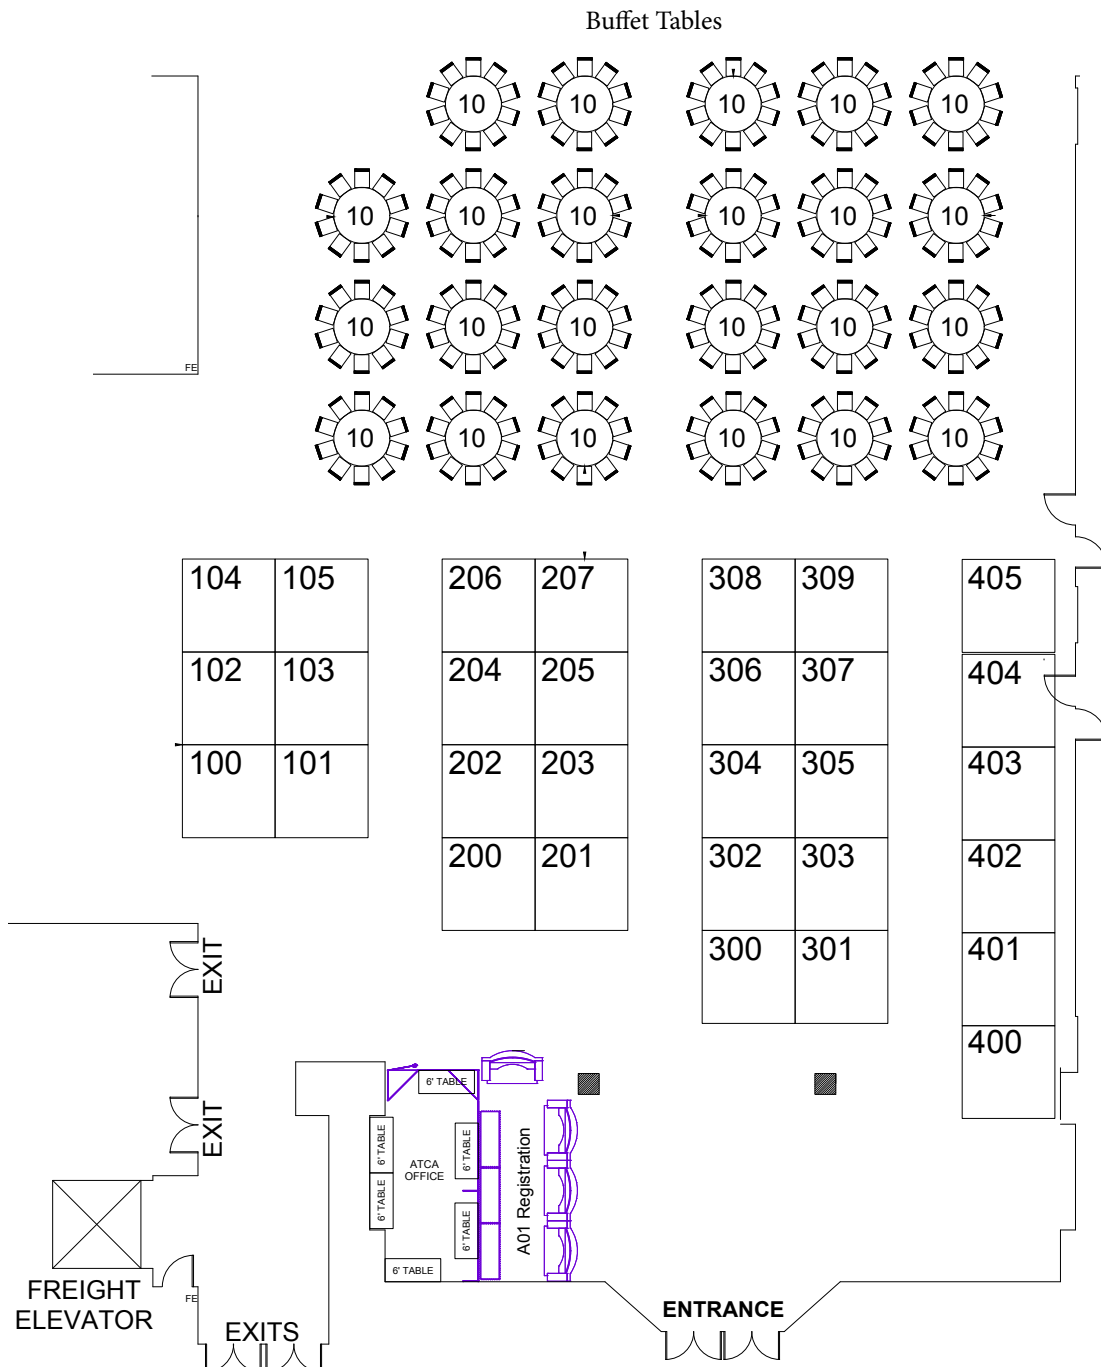 Buffet Tables
10 10 10 10 10
10 10 10 10 10 10
10 10 10 10 10 10
FE
10 10 10 10 10 10
104 105 206 207 308 309 405
102 103 204 205 306 307 404
100 101 202 203 304 305 403
200 201 302 303 402
300 301 401
EXIT
400
6' TABLE
EXIT
6' TABLE
6' TABLE
ATCA
OFFICE
6' TABLE
6' TABLE
A01 Registration
6' TABLE
FREIGHT
ELEVATOR
FE
EXITS
ENTRANCE